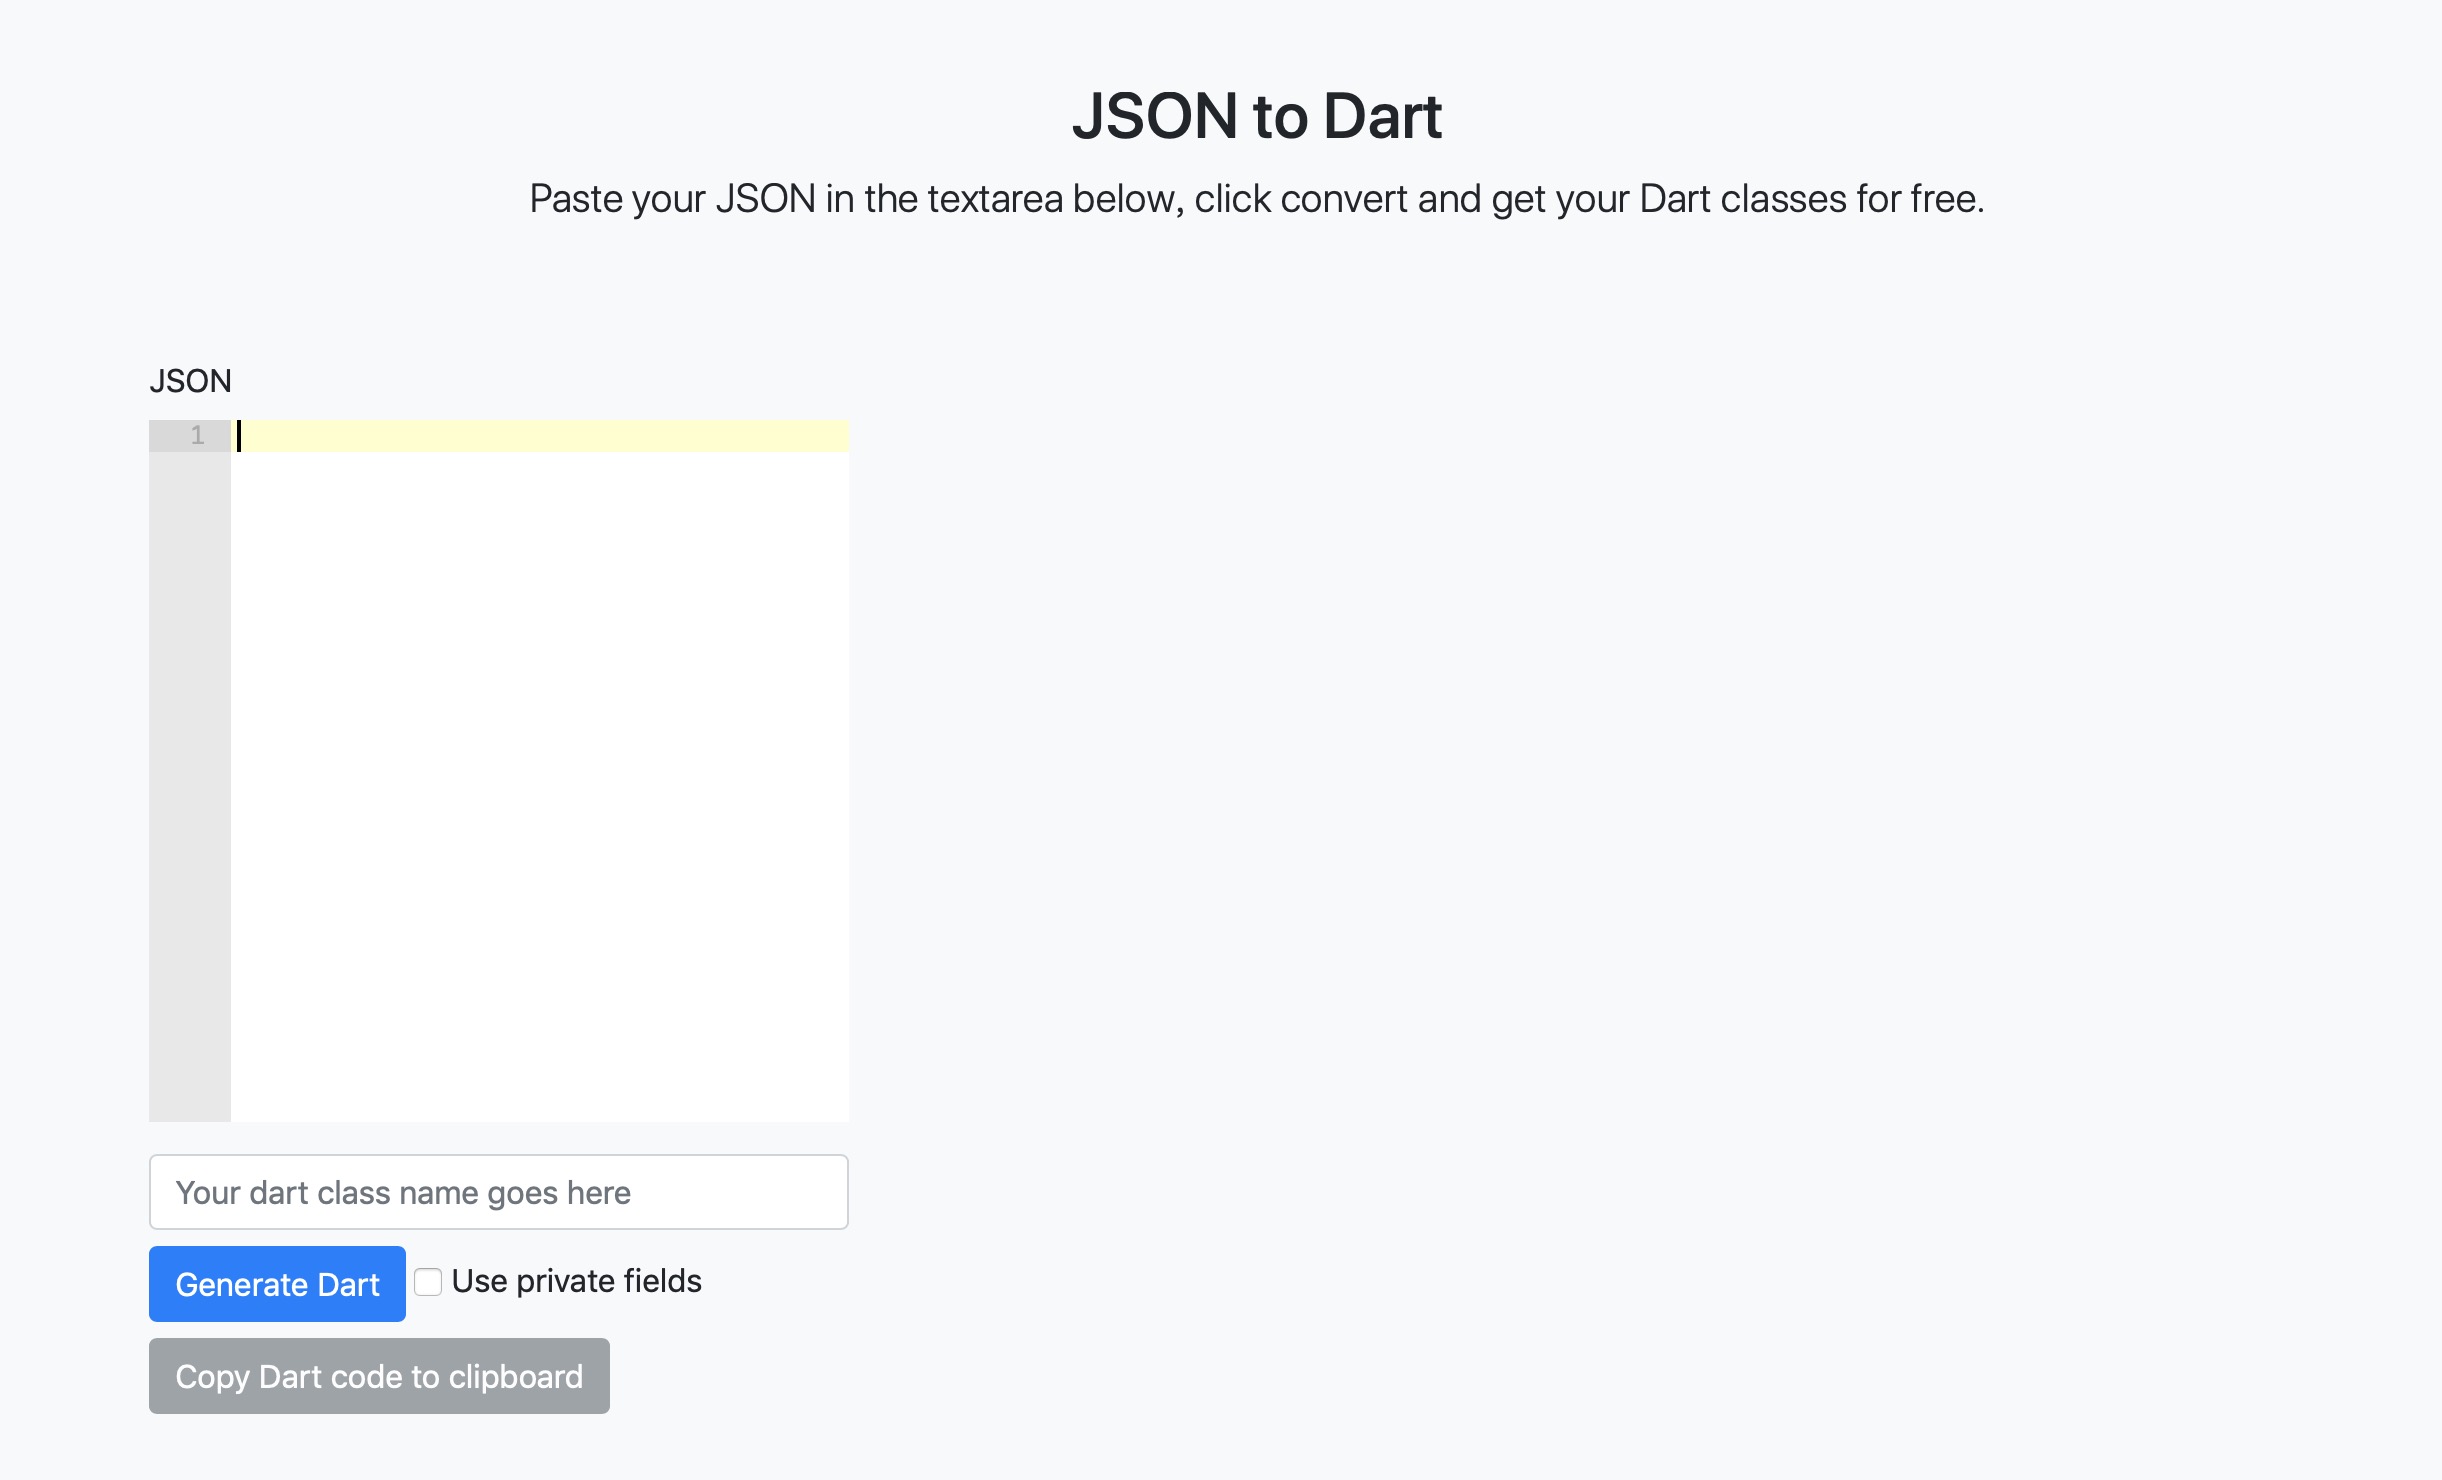 JSON to Dart
Paste your JSON in the textarea below, click convert and get your Dart classes for free.
JSON
1
Your dart class name goes here
Generate Dart
Use private fields
Copy Dart code to clipboard